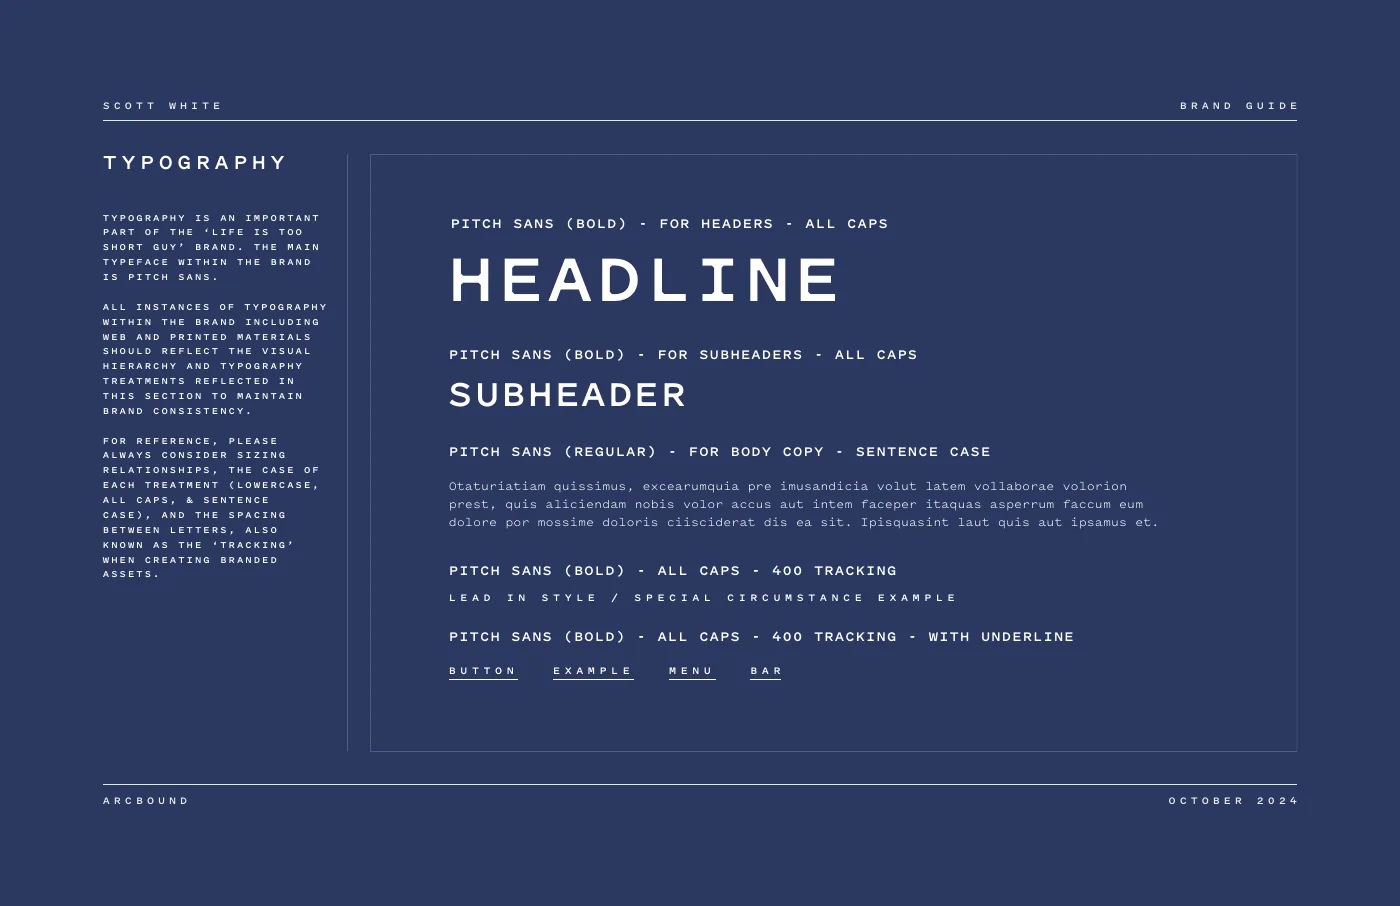 SCOTT WHITE
BRAND GUIDE
TYPOGRAPHY
TYPOGRAPHY IS AN IMPORTANT
PART OF THE ‘LIFE IS TOO
SHORT GUY’ BRAND. THE MAIN
TYPEFACE WITHIN THE BRAND
IS PITCH SANS.
ALL INSTANCES OF TYPOGRAPHY
WITHIN THE BRAND INCLUDING
WEB AND PRINTED MATERIALS
SHOULD REFLECT THE VISUAL
HIERARCHY AND TYPOGRAPHY
TREATMENTS REFLECTED IN
THIS SECTION TO MAINTAIN
BRAND CONSISTENCY.
FOR REFERENCE, PLEASE
ALWAYS CONSIDER SIZING
RELATIONSHIPS, THE CASE OF
EACH TREATMENT (LOWERCASE,
ALL CAPS, & SENTENCE
CASE), AND THE SPACING
BETWEEN LETTERS, ALSO
KNOWN AS THE ‘TRACKING’
WHEN CREATING BRANDED
ASSETS.
PITCH SANS (BOLD) - FOR HEADERS - ALL CAPS
HEADLINE
PITCH SANS (BOLD) - FOR SUBHEADERS - ALL CAPS
SUBHEADER
PITCH SANS (REGULAR) - FOR BODY COPY - SENTENCE CASE
Otaturiatiam quissimus, excearumquia pre imusandicia volut latem vollaborae volorion
prest, quis aliciendam nobis volor accus aut intem faceper itaquas asperrum faccum eum
dolore por mossime doloris ciisciderat dis ea sit. Ipisquasint laut quis aut ipsamus et.
PITCH SANS (BOLD) - ALL CAPS - 400 TRACKING
LEAD IN STYLE / SPECIAL CIRCUMSTANCE EXAMPLE
PITCH SANS (BOLD) - ALL CAPS - 400 TRACKING - WITH UNDERLINE
BUTTON EXAMPLE MENU BAR
ARCBOUND
OCTOBER 2024